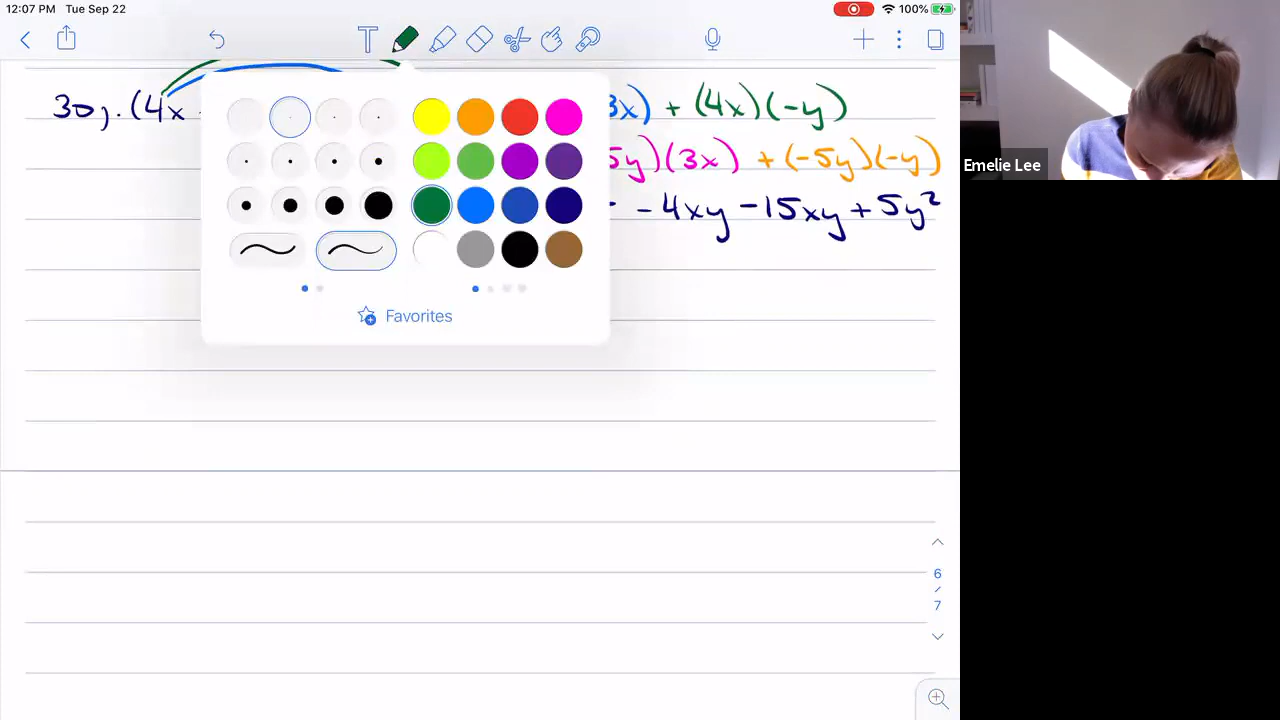 12:07 PM Tue Sep 22
100%
30j. (4x
3x) + (4x)(-y)
5y)(3x) + (-5y)(-y)
- 4xy - 15xy + 5y²
Favorites
6
/
7
Emelie Lee